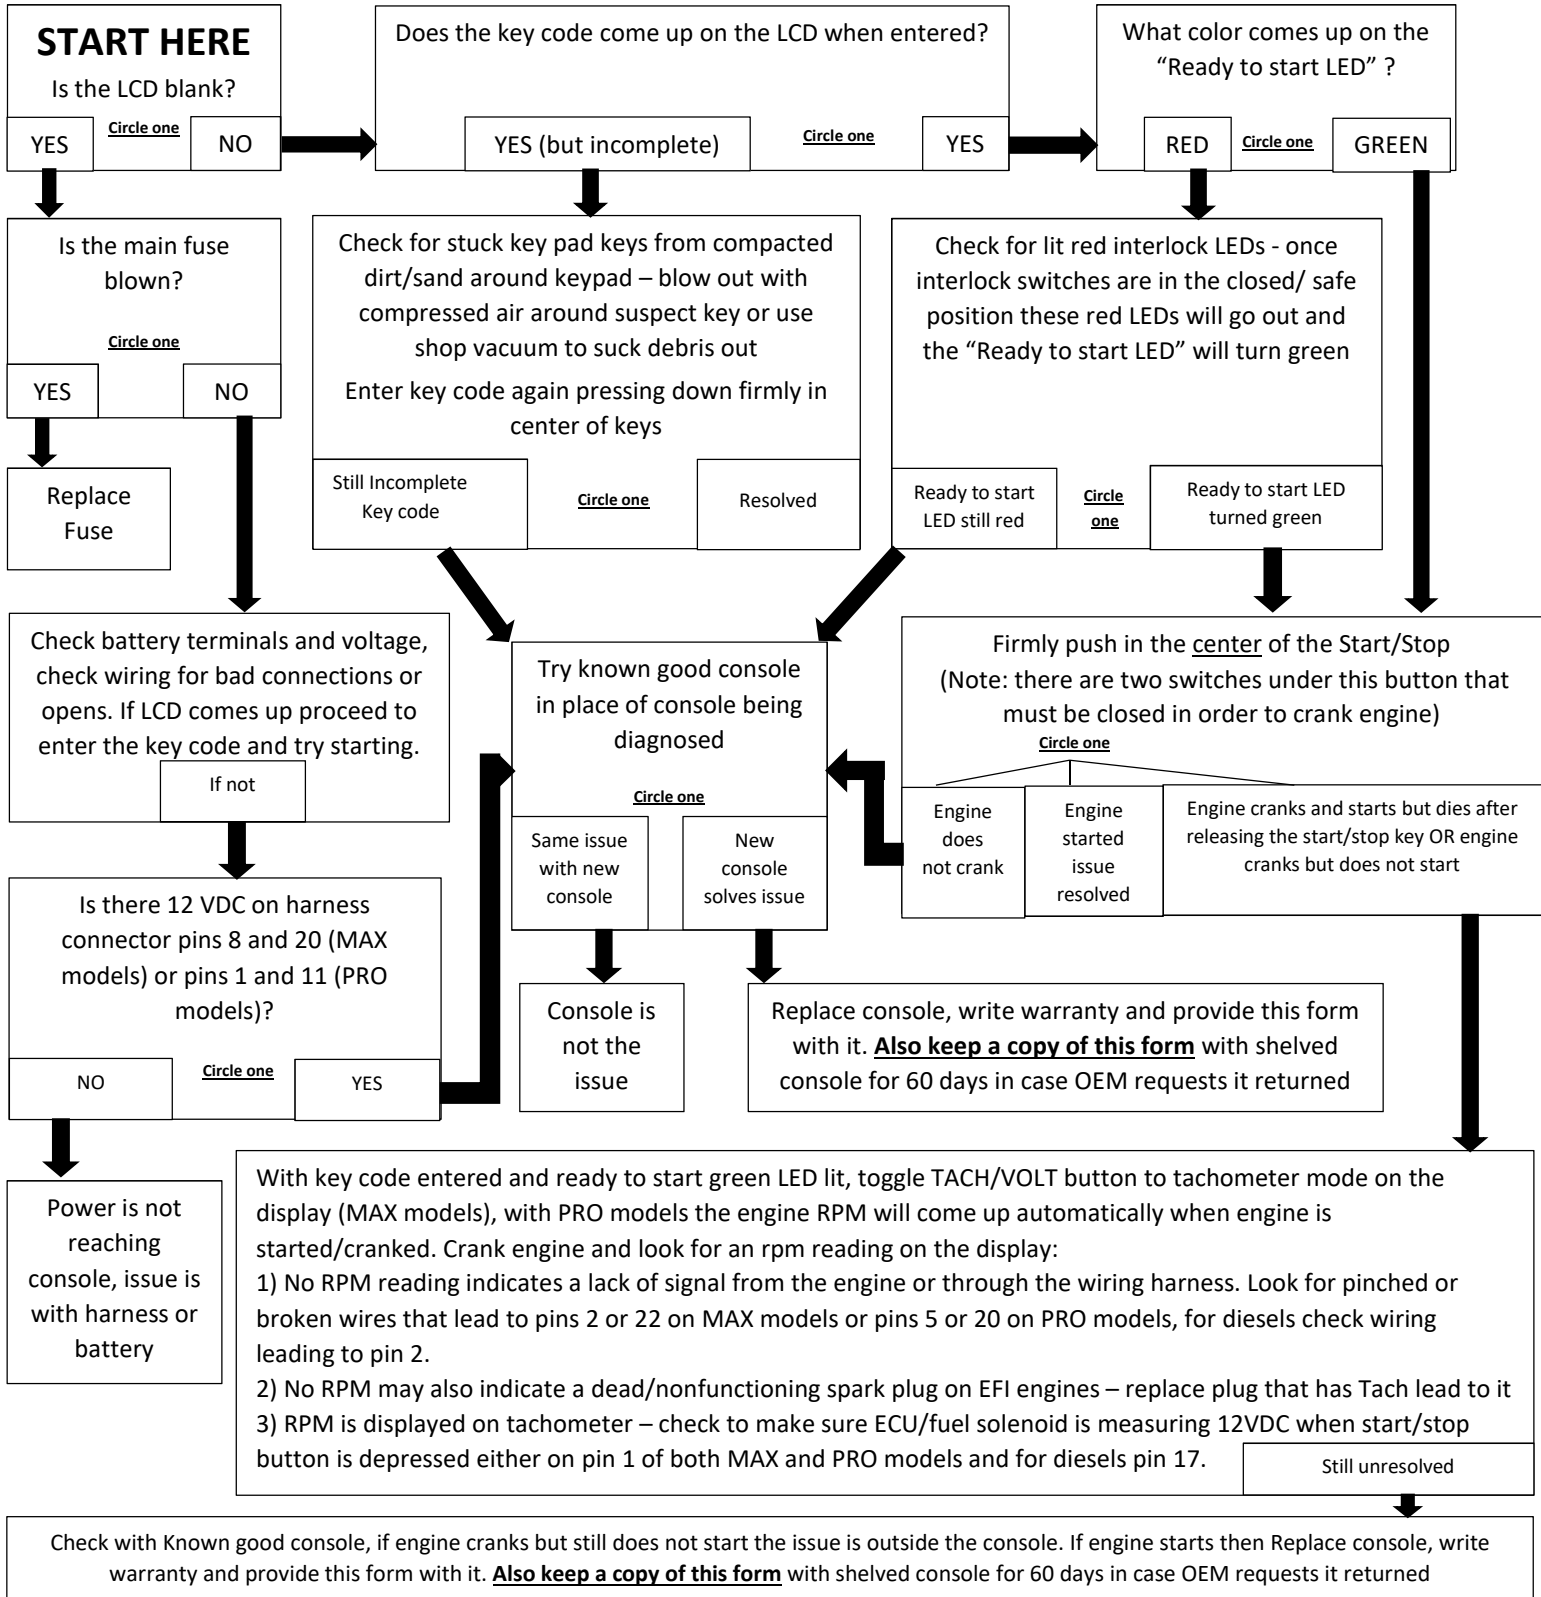 START HERE
Is the LCD blank?
YES
Circle one
NO
Does the key code come up on the LCD when entered?
YES (but incomplete)
Circle one
YES
What color comes up on the
“Ready to start LED” ?
RED
Circle one
GREEN
Is the main fuse
blown?
Circle one
YES
NO
Replace
Fuse
Check for stuck key pad keys from compacted
dirt/sand around keypad – blow out with
compressed air around suspect key or use
shop vacuum to suck debris out
Enter key code again pressing down firmly in
center of keys
Still Incomplete
Key code
Circle one
Resolved
Check for lit red interlock LEDs - once
interlock switches are in the closed/ safe
position these red LEDs will go out and
the “Ready to start LED” will turn green
Ready to start
LED still red
Circle
one
Ready to start LED
turned green
Check battery terminals and voltage,
check wiring for bad connections or
opens. If LCD comes up proceed to
enter the key code and try starting.
If not
Try known good console
in place of console being
diagnosed
Circle one
Same issue
with new
console
New
console
solves issue
Firmly push in the center of the Start/Stop
(Note: there are two switches under this button that
must be closed in order to crank engine)
Circle one
Engine
does
not crank
Engine
started
issue
resolved
Engine cranks and starts but dies after
releasing the start/stop key OR engine
cranks but does not start
Is there 12 VDC on harness
connector pins 8 and 20 (MAX
models) or pins 1 and 11 (PRO
models)?
NO
Circle one
YES
Console is
not the
issue
Replace console, write warranty and provide this form
with it. Also keep a copy of this form with shelved
console for 60 days in case OEM requests it returned
Power is not
reaching
console, issue is
with harness or
battery
With key code entered and ready to start green LED lit, toggle TACH/VOLT button to tachometer mode on the
display (MAX models), with PRO models the engine RPM will come up automatically when engine is
started/cranked. Crank engine and look for an rpm reading on the display:
1) No RPM reading indicates a lack of signal from the engine or through the wiring harness. Look for pinched or
broken wires that lead to pins 2 or 22 on MAX models or pins 5 or 20 on PRO models, for diesels check wiring
leading to pin 2.
2) No RPM may also indicate a dead/nonfunctioning spark plug on EFI engines – replace plug that has Tach lead to it
3) RPM is displayed on tachometer – check to make sure ECU/fuel solenoid is measuring 12VDC when start/stop
button is depressed either on pin 1 of both MAX and PRO models and for diesels pin 17.
Still unresolved
Check with Known good console, if engine cranks but still does not start the issue is outside the console. If engine starts then Replace console, write
warranty and provide this form with it. Also keep a copy of this form with shelved console for 60 days in case OEM requests it returned